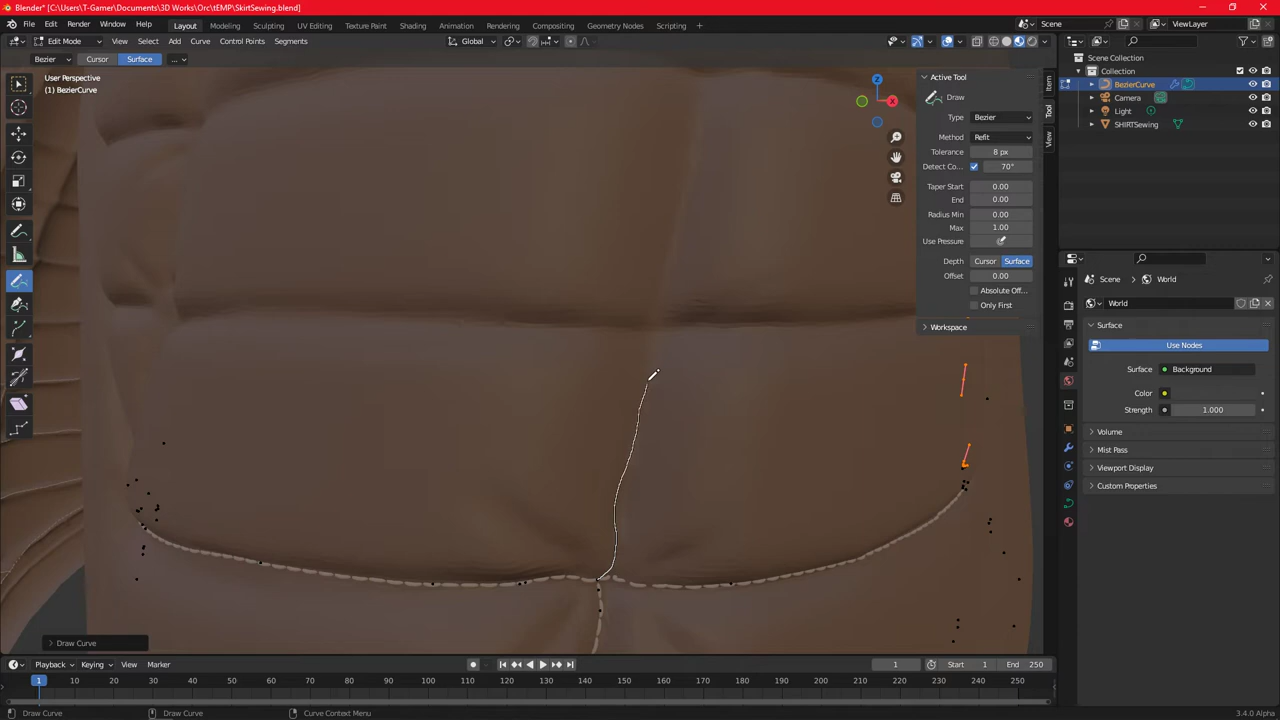 Bezier* [C:\Users\T-Gamer\Documents\3D Works\Orc\tEMP\SkirtSewing.blend]
File Edit Render Window Help Layout Modeling Sculpting UV Editing Texture Paint Shading Animation Rendering Compositing Geometry Nodes Scripting + Scene ViewLayer
Edit Mode View Select Add Curve Control Points Segments Global
Bezier Cursor Surface ...
User Perspective
(1) BezierCurve
Z
X
Active Tool
Draw
Type Bezier
Method Refit
Tolerance 8 px
Detect Co... 70°
Taper Start 0.00
End 0.00
Radius Min 0.00
Max 1.00
Use Pressure
Depth Cursor Surface
Offset 0.00
Absolute Off...
Only First
Workspace
Item
Tool
View
Scene Collection
Collection
BezierCurve
Camera
Light
SHIRTSewing
Scene World
World
Surface
Use Nodes
Surface Background
Color
Strength 1.000
Volume
Mist Pass
Viewport Display
Custom Properties
Draw Curve
Playback Keying View Marker 1 Start 1 End 250
1 10 20 30 40 50 60 70 80 90 100 110 120 130 140 150 160 170 180 190 200 210 220 230 240 250
Draw Curve Draw Curve Curve Context Menu 3.4.0 Alpha